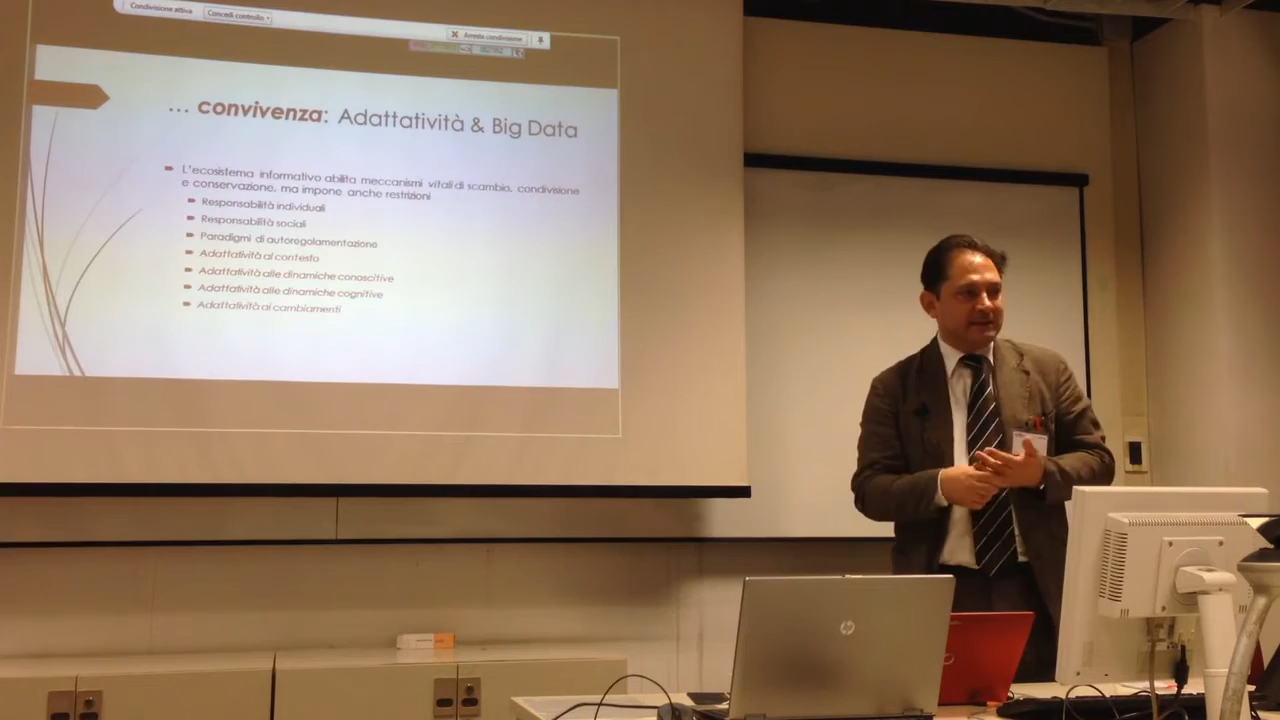 Condivisione attiva
Concedi controllo
Arresta condivisione
... convivenza: Adattatività & Big Data
L'ecosistema informativo abilita meccanismi vitali di scambio, condivisione
e conservazione, ma impone anche restrizioni
Responsabilità individuali
Responsabilità sociali
Paradigmi di autoregolamentazione
Adattatività al contesto
Adattatività alle dinamiche conoscitive
Adattatività alle dinamiche cognitive
Adattatività ai cambiamenti
hp